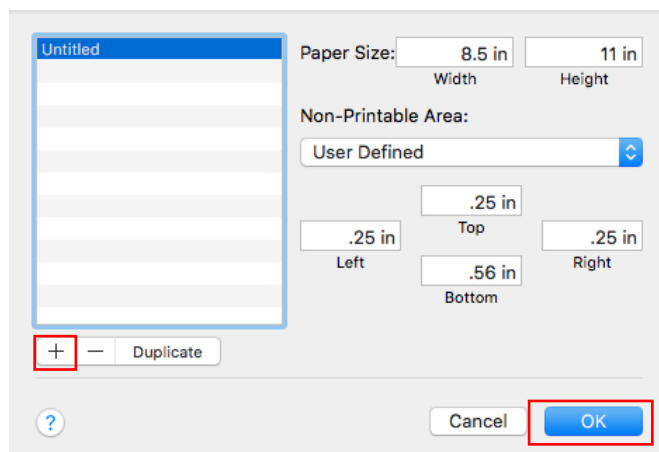 Untitled
Paper Size: 8.5 in 11 in
Width Height
Non-Printable Area:
User Defined
.25 in
Top
.25 in .25 in
Left Right
.56 in
Bottom
+ − Duplicate
? Cancel OK